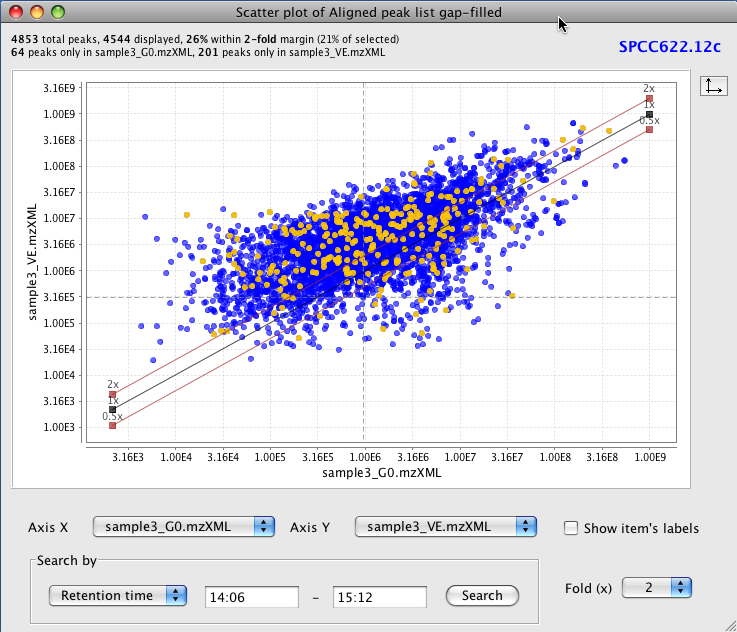 Scatter plot of Aligned peak list gap-filled
4853 total peaks, 4544 displayed, 26% within 2-fold margin (21% of selected)
64 peaks only in sample3_G0.mzXML, 201 peaks only in sample3_VE.mzXML
SPCC622.12c
3.16E9
1.00E9
3.16E8
1.00E8
3.16E7
1.00E7
3.16E6
1.00E6
3.16E5
1.00E5
3.16E4
1.00E4
3.16E3
1.00E3
sample3_VE.mzXML
2x
1x
0.5x
2x
1x
0.5x
3.16E3 1.00E4 3.16E4 1.00E5 3.16E5 1.00E6 3.16E6 1.00E7 3.16E7 1.00E8 3.16E8 1.00E9
sample3_G0.mzXML
Axis X sample3_G0.mzXML Axis Y sample3_VE.mzXML Show item's labels
Search by
Retention time 14:06 – 15:12 Search
Fold (x) 2